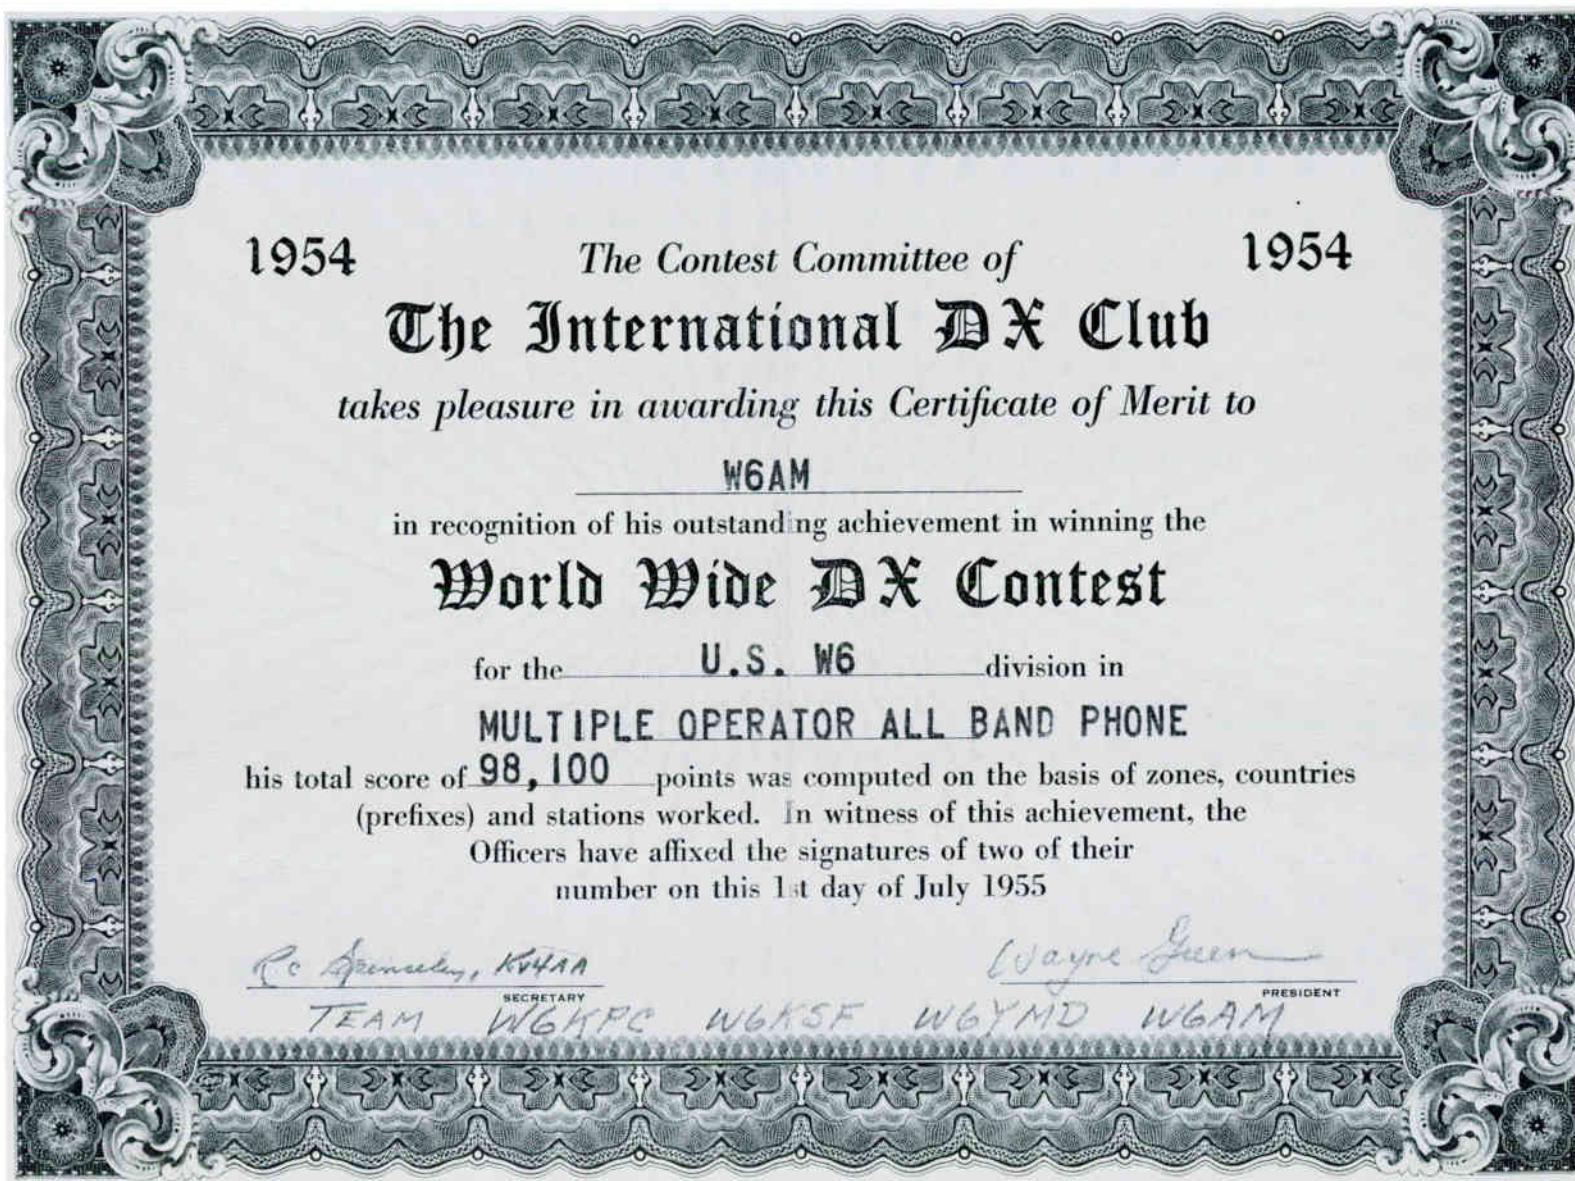 1954 The Contest Committee of 1954
The International DX Club
takes pleasure in awarding this Certificate of Merit to
W6AM
in recognition of his outstanding achievement in winning the
World Wide DX Contest
for the U.S. W6 division in
MULTIPLE OPERATOR ALL BAND PHONE
his total score of 98,100 points was computed on the basis of zones, countries
(prefixes) and stations worked. In witness of this achievement, the
Officers have affixed the signatures of two of their
number on this 1st day of July 1955
Rc Spenceley, KV4AA Wayne Green
SECRETARY PRESIDENT
TEAM W6KPC W6KSF W6YMD W6AM